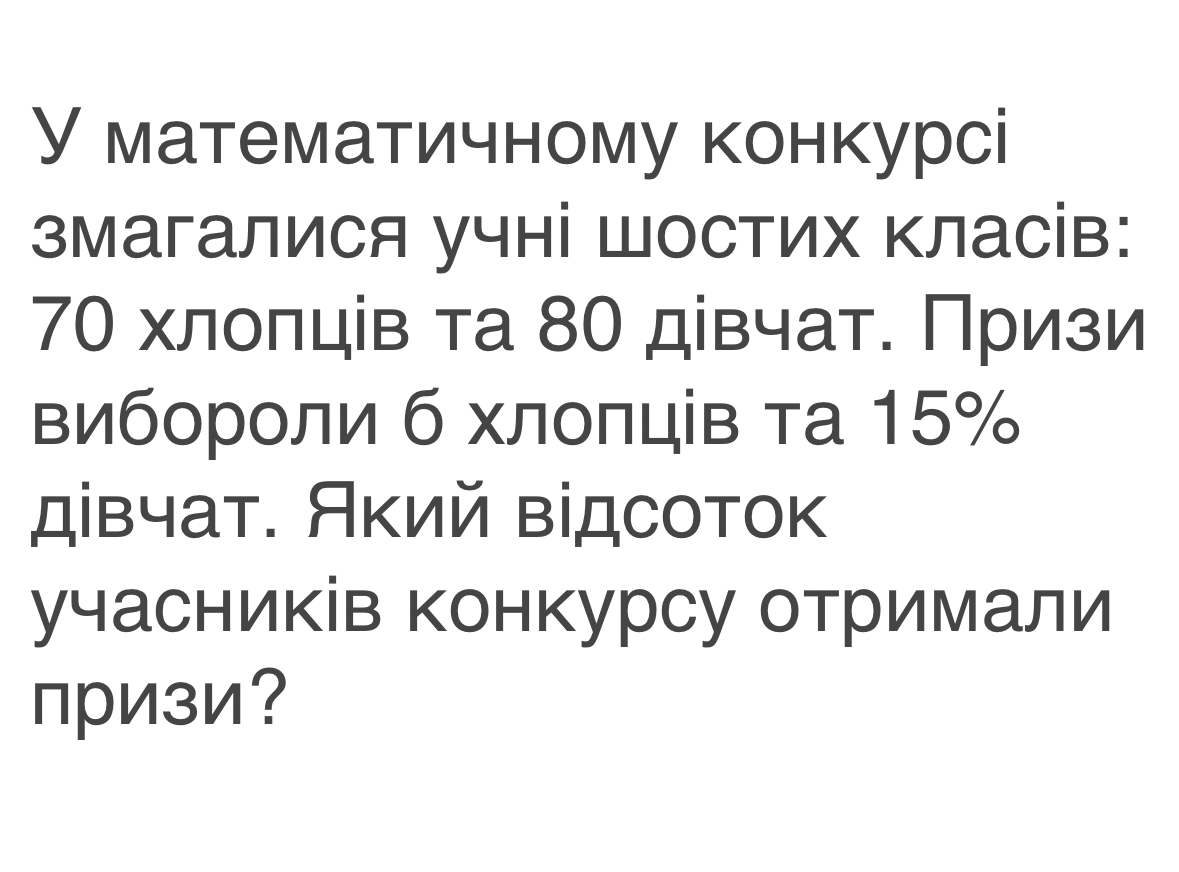 У математичному конкурсі
змагалися учні шостих класів:
70 хлопців та 80 дівчат. Призи
вибороли б хлопців та 15%
дівчат. Який відсоток
учасників конкурсу отримали
призи?